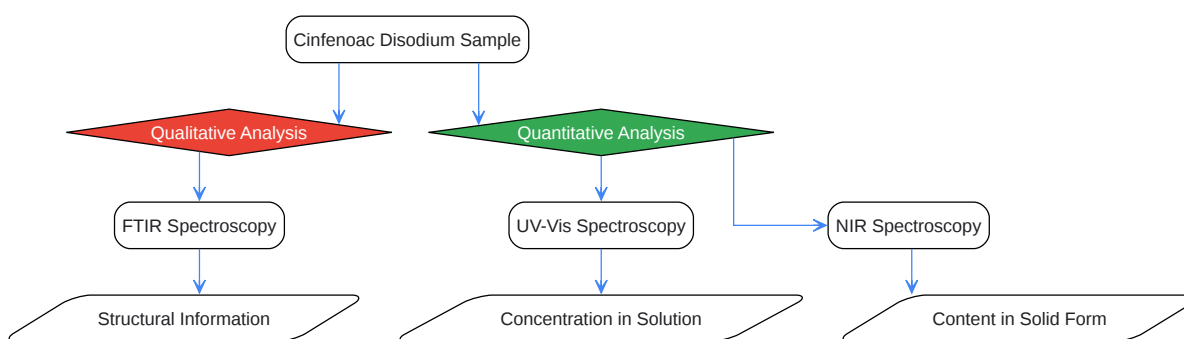 Cinfenoac Disodium Sample
Qualitative Analysis
Quantitative Analysis
FTIR Spectroscopy
UV-Vis Spectroscopy
NIR Spectroscopy
Structural Information
Concentration in Solution
Content in Solid Form